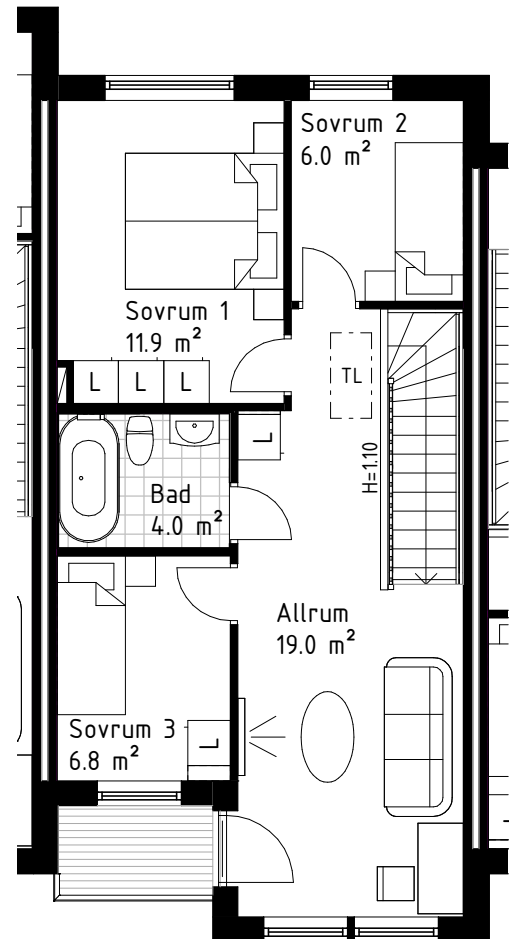 Sovrum 2
6.0 m²
Sovrum 1
11.9 m²
L L L
TL
L
H=1.10
Bad
4.0 m²
Allrum
19.0 m²
Sovrum 3
6.8 m²
L